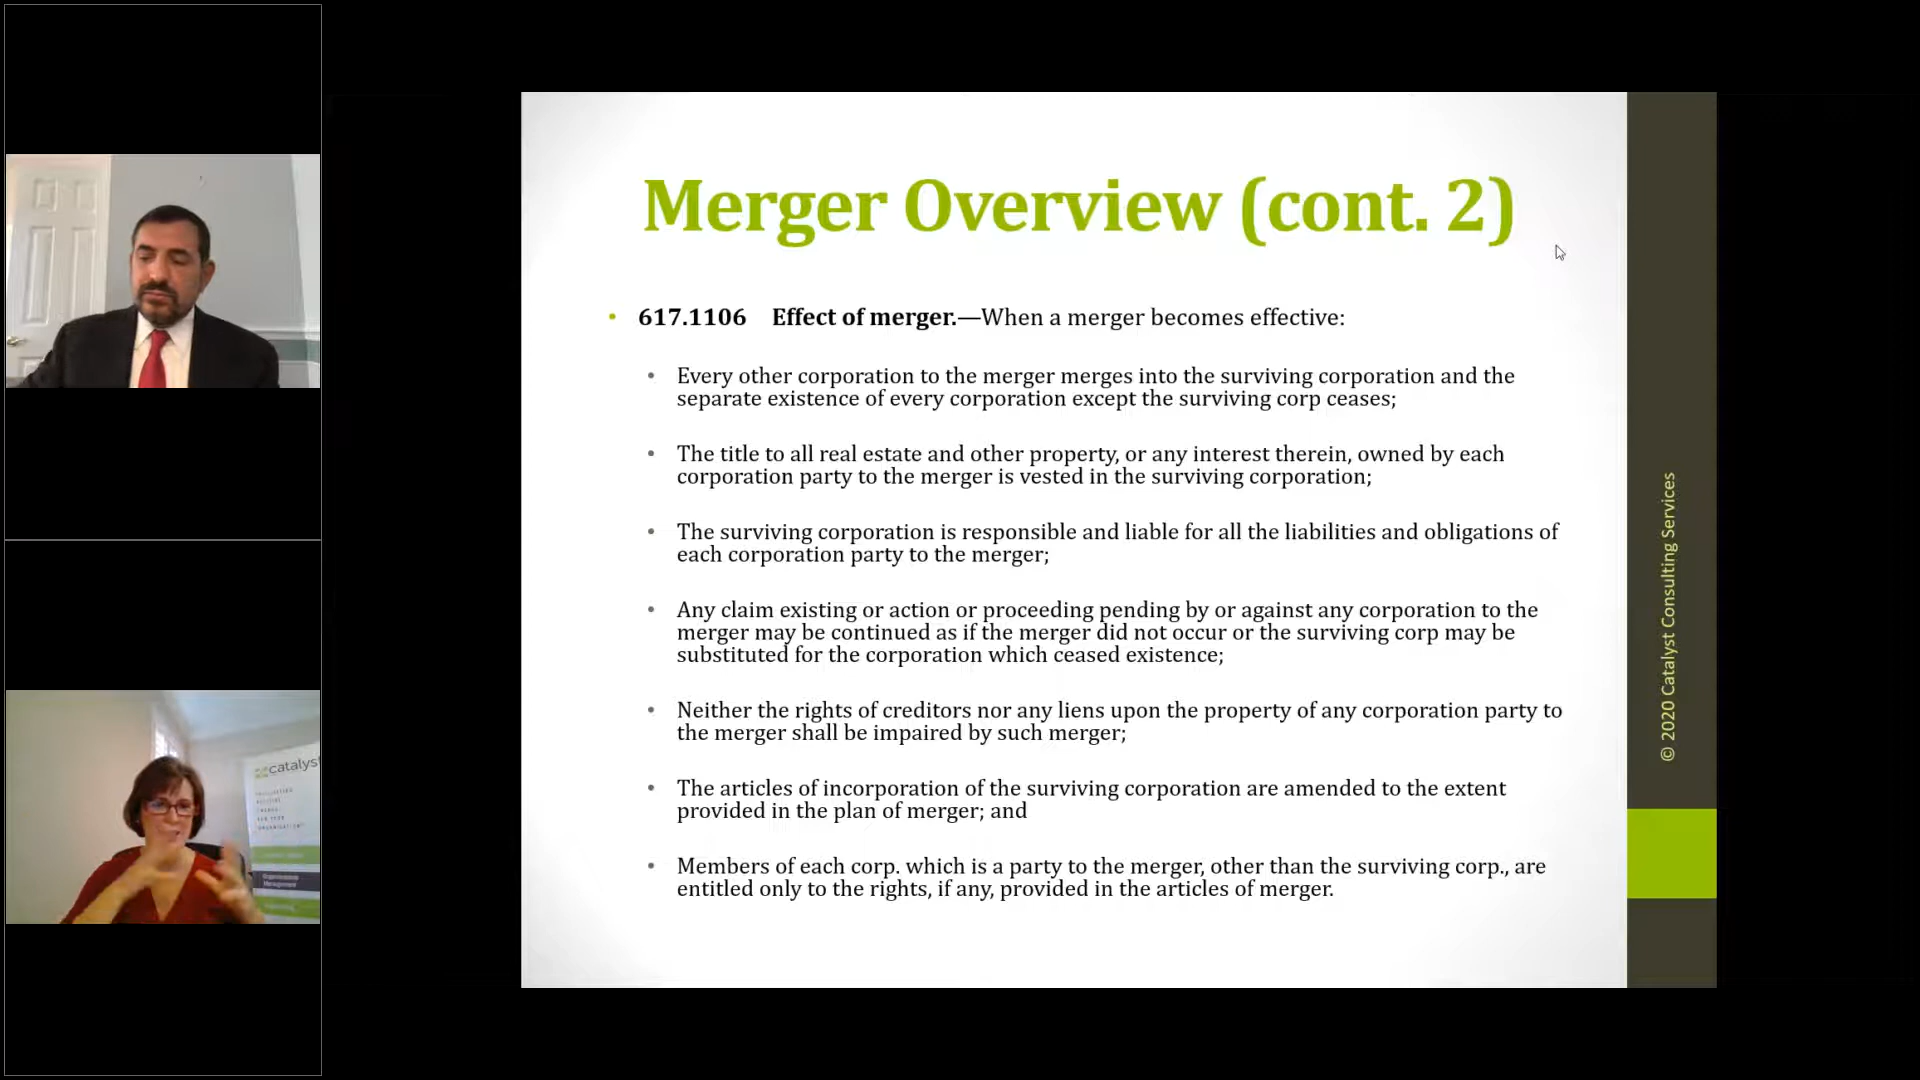 Merger Overview (cont. 2)
• 617.1106 Effect of merger.—When a merger becomes effective:
• Every other corporation to the merger merges into the surviving corporation and the
separate existence of every corporation except the surviving corp ceases;
• The title to all real estate and other property, or any interest therein, owned by each
corporation party to the merger is vested in the surviving corporation;
• The surviving corporation is responsible and liable for all the liabilities and obligations of
each corporation party to the merger;
• Any claim existing or action or proceeding pending by or against any corporation to the
merger may be continued as if the merger did not occur or the surviving corp may be
substituted for the corporation which ceased existence;
• Neither the rights of creditors nor any liens upon the property of any corporation party to
the merger shall be impaired by such merger;
• The articles of incorporation of the surviving corporation are amended to the extent
provided in the plan of merger; and
• Members of each corp. which is a party to the merger, other than the surviving corp., are
entitled only to the rights, if any, provided in the articles of merger.
© 2020 Catalyst Consulting Services
catalyst